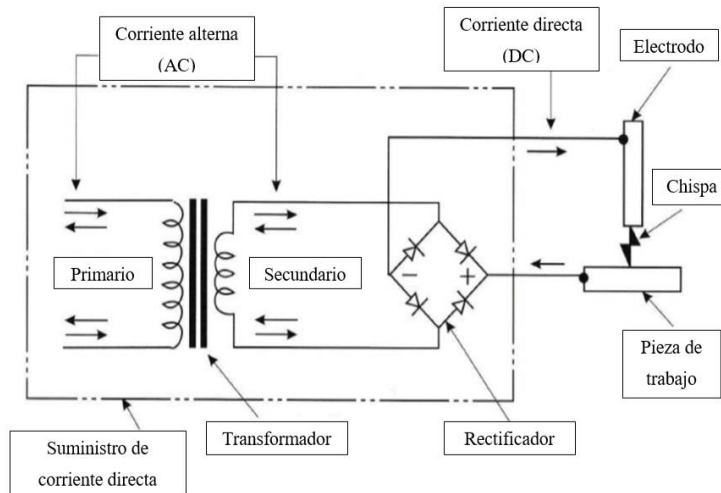 Corriente alterna
(AC)
Corriente directa
(DC)
Electrodo
Chispa
Primario
Secundario
−
+
Pieza de
trabajo
Transformador
Rectificador
Suministro de
corriente directa